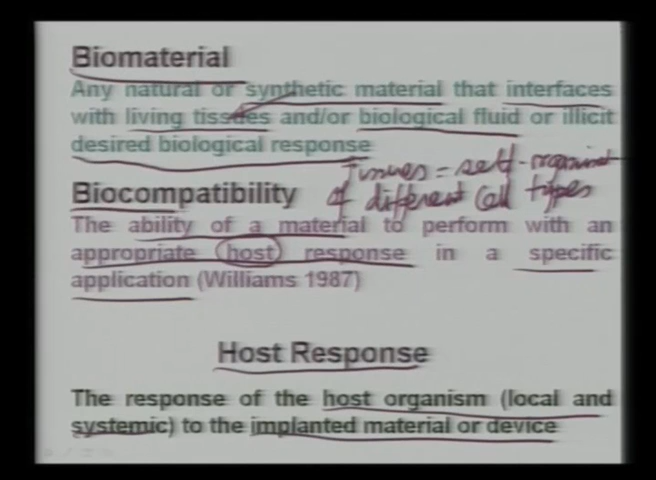 Biomaterial
Any natural or synthetic material that interfaces
with living tissues and/or biological fluid or illicit
desired biological response
Tissues = self-organised
Biocompatibility of different cell types
The ability of a material to perform with an
appropriate host response in a specific
application (Williams 1987)
Host Response
The response of the host organism (local and
systemic) to the implanted material or device